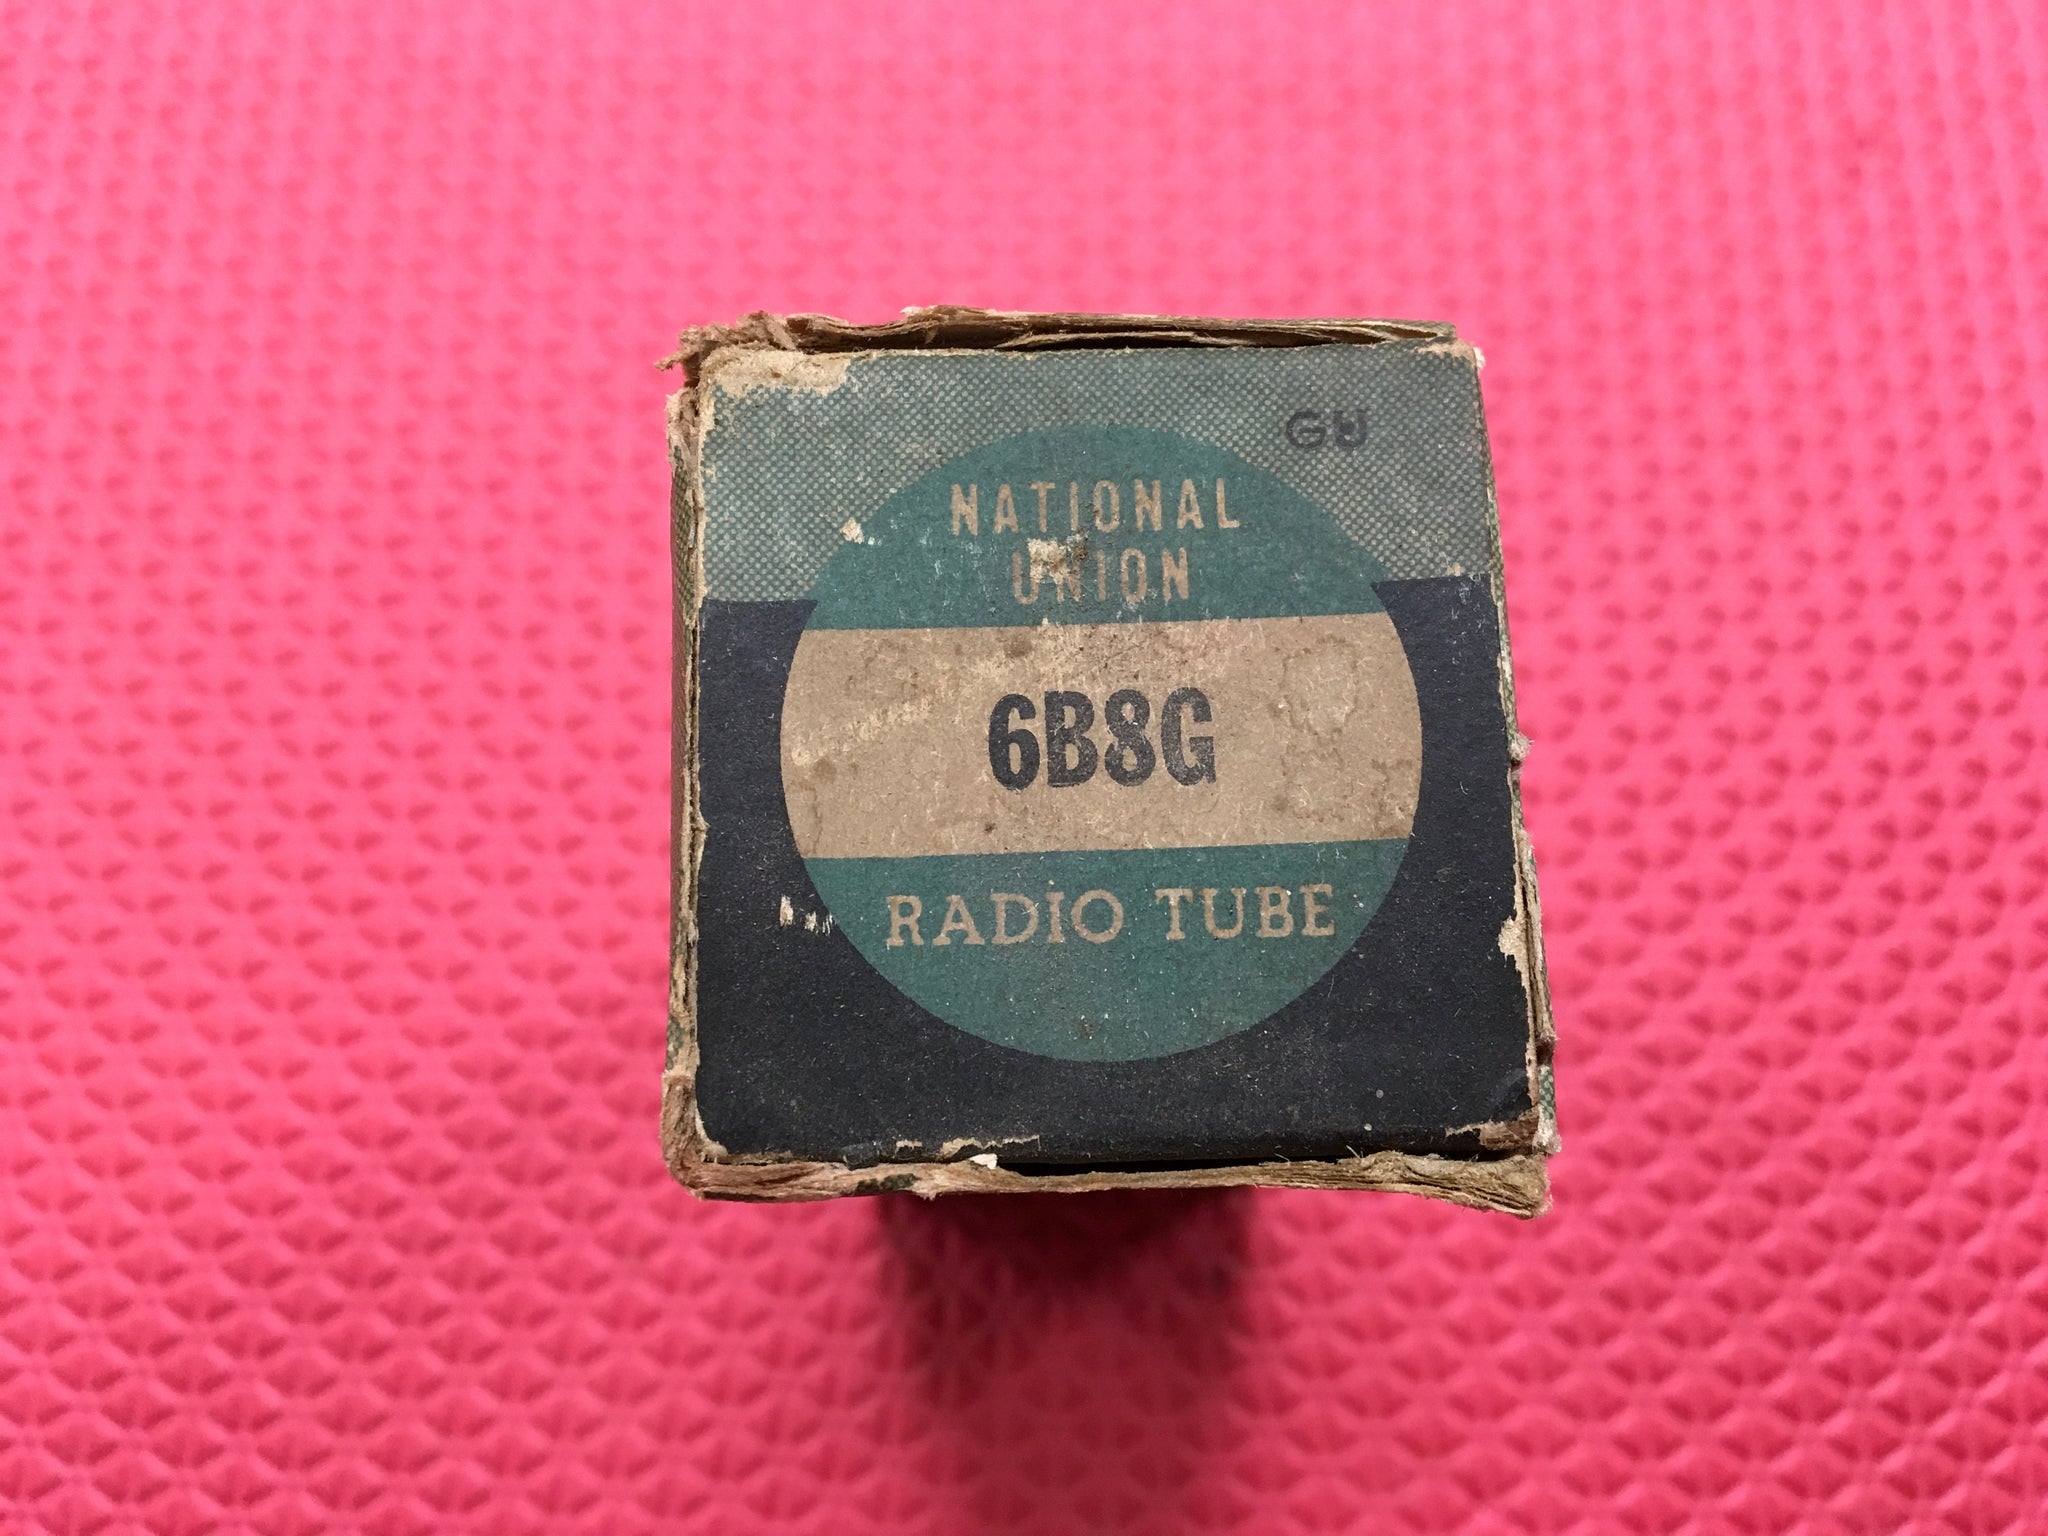 GU
NATIONAL
UNION
6B8G
RADIO TUBE